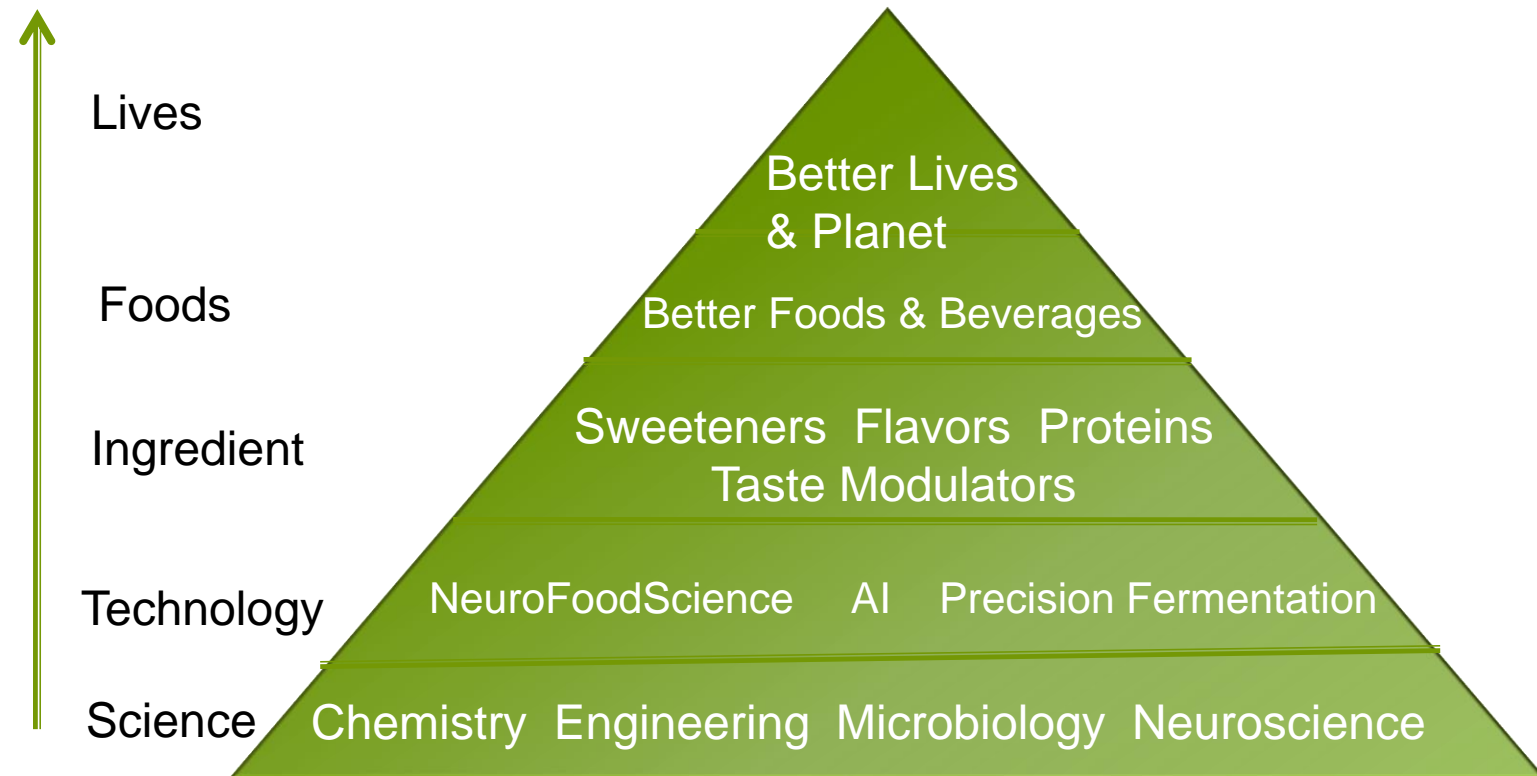 Lives
Better Lives
& Planet
Foods
Better Foods & Beverages
Ingredient
Sweeteners Flavors Proteins
Taste Modulators
Technology
NeuroFoodScience AI Precision Fermentation
Science
Chemistry Engineering Microbiology Neuroscience